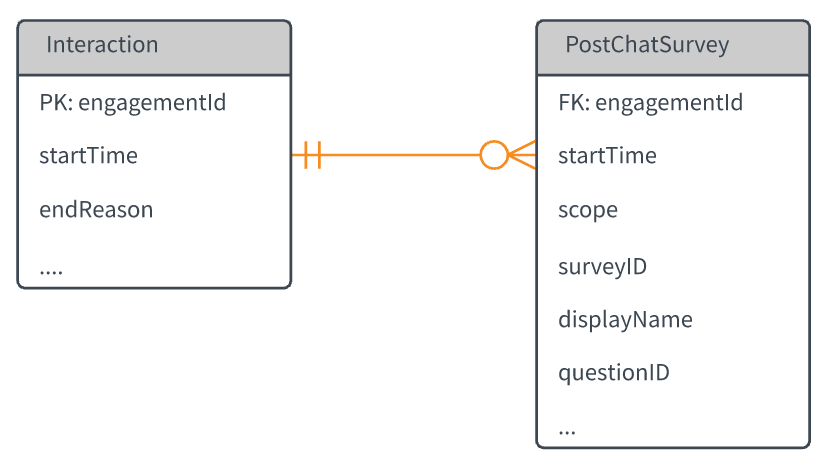 Interaction
PK: engagementId
startTime
endReason
....
PostChatSurvey
FK: engagementId
startTime
scope
surveyID
displayName
questionID
...